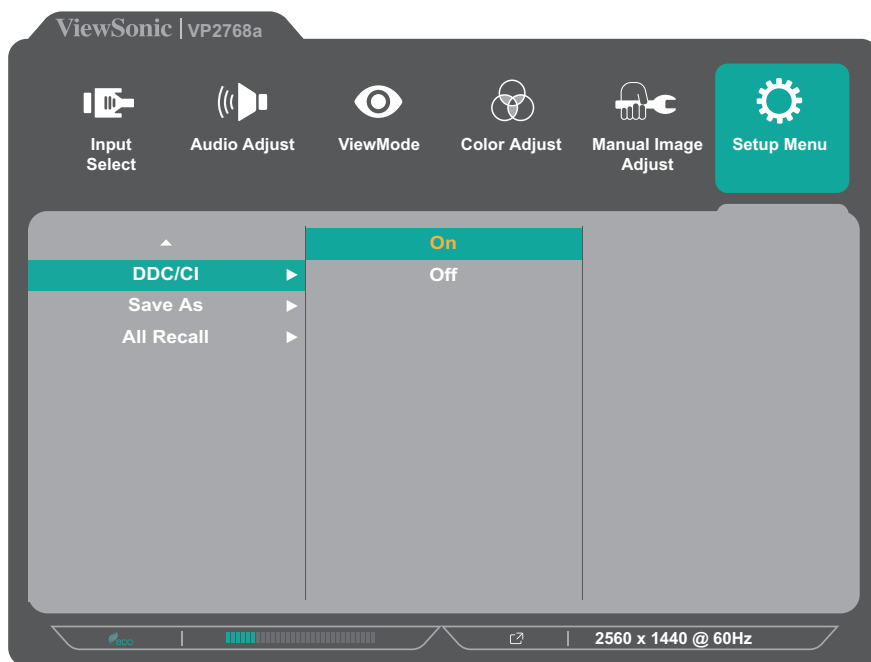 ViewSonic | VP2768a
Input Select
Audio Adjust
ViewMode
Color Adjust
Manual Image Adjust
Setup Menu
On
DDC/CI
Off
Save As
All Recall
eco
2560 x 1440 @ 60Hz